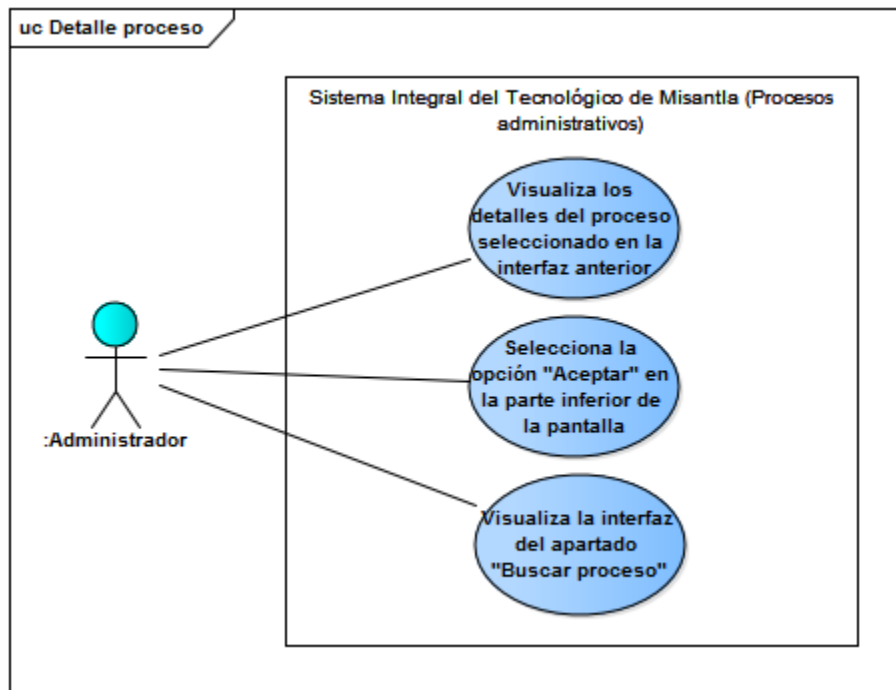 uc Detalle proceso
Sistema Integral del Tecnológico de Misantla (Procesos
administrativos)
Visualiza los
detalles del proceso
seleccionado en la
interfaz anterior
Selecciona la
opción "Aceptar" en
la parte inferior de
la pantalla
:Administrador
Visualiza la interfaz
del apartado
"Buscar proceso"